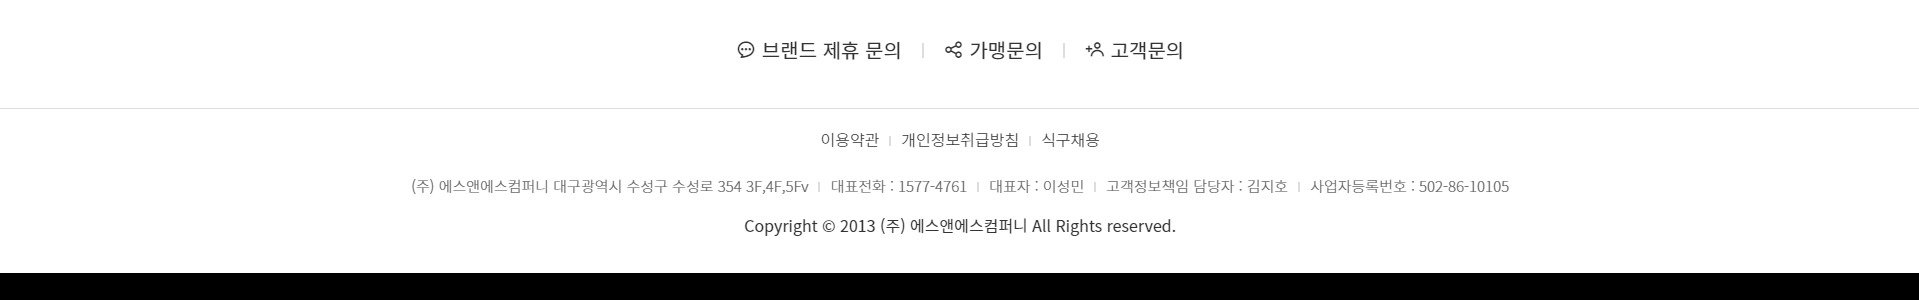 브랜드 제휴 문의 | 가맹문의 | 고객문의
이용약관 | 개인정보취급방침 | 식구채용
(주) 에스앤에스컴퍼니 대구광역시 수성구 수성로 354 3F,4F,5Fv | 대표전화 : 1577-4761 | 대표자 : 이성민 | 고객정보책임 담당자 : 김지호 | 사업자등록번호 : 502-86-10105
Copyright © 2013 (주) 에스앤에스컴퍼니 All Rights reserved.